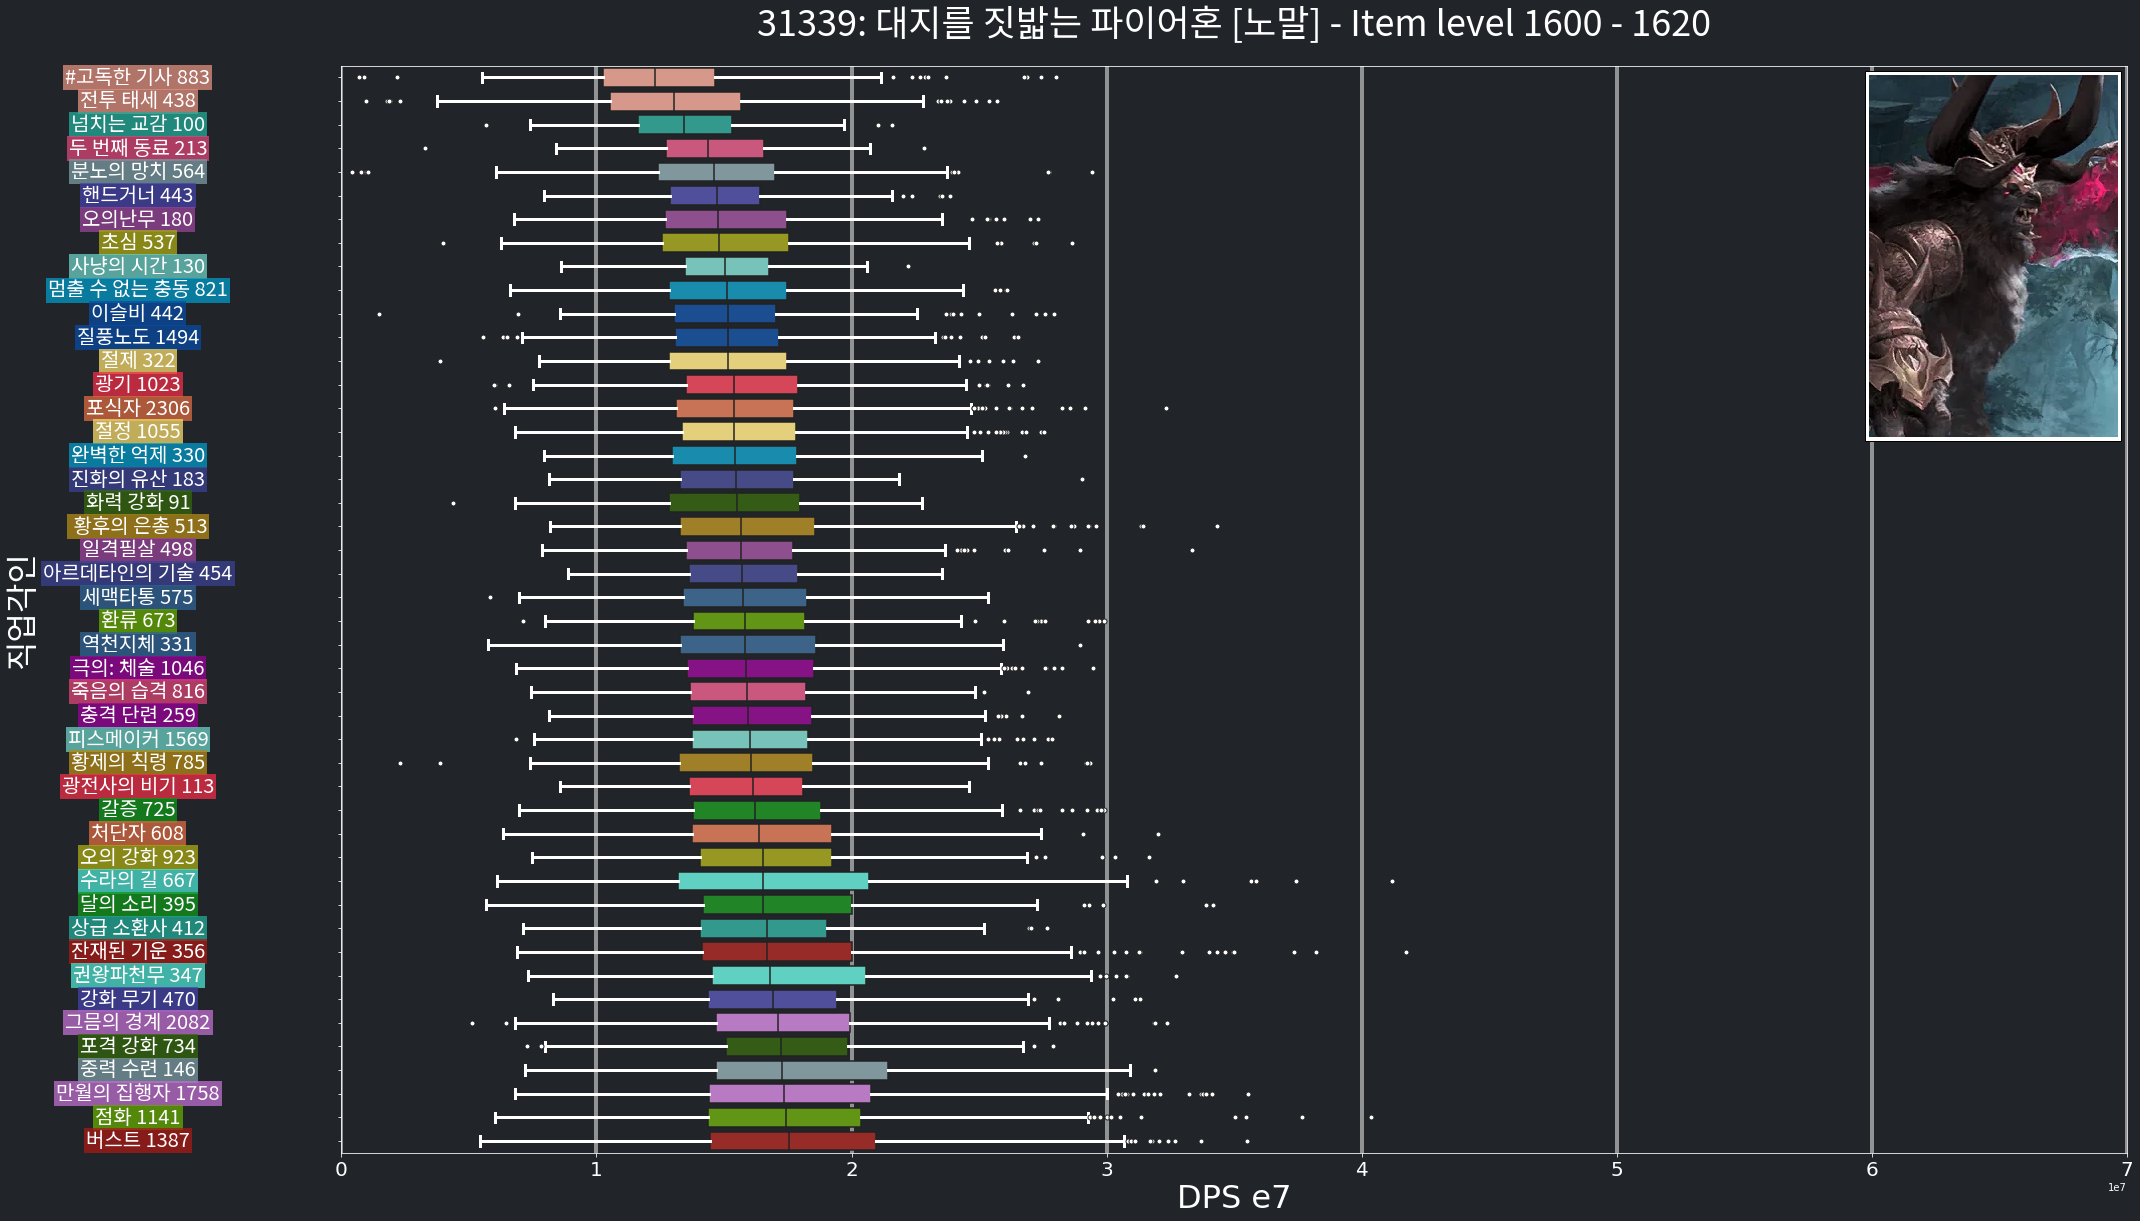 31339: 대지를 짓밟는 파이어혼 [노말] - Item level 1600 - 1620
#고독한 기사 883
전투 태세 438
넘치는 교감 100
두 번째 동료 213
분노의 망치 564
핸드거너 443
오의난무 180
초심 537
사냥의 시간 130
멈출 수 없는 충동 821
이슬비 442
질풍노도 1494
절제 322
광기 1023
포식자 2306
절정 1055
완벽한 억제 330
진화의 유산 183
화력 강화 91
황후의 은총 513
일격필살 498
아르데타인의 기술 454
세맥타통 575
환류 673
역천지체 331
극의: 체술 1046
죽음의 습격 816
충격 단련 259
피스메이커 1569
황제의 칙령 785
광전사의 비기 113
갈증 725
처단자 608
오의 강화 923
수라의 길 667
달의 소리 395
상급 소환사 412
잔재된 기운 356
권왕파천무 347
강화 무기 470
그믐의 경계 2082
포격 강화 734
중력 수련 146
만월의 집행자 1758
점화 1141
버스트 1387
직업각인
0 1 2 3 4 5 6 7
DPS e7
1e7